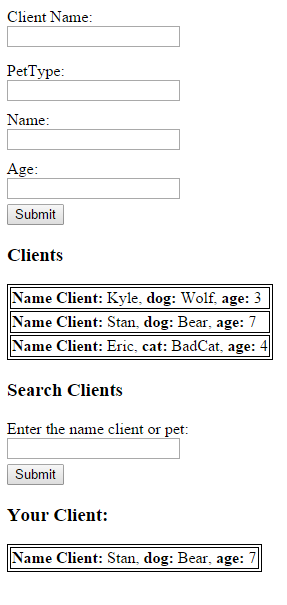 Client Name:
PetType:
Name:
Age:
Submit
Clients
Name Client: Kyle, dog: Wolf, age: 3
Name Client: Stan, dog: Bear, age: 7
Name Client: Eric, cat: BadCat, age: 4
Search Clients
Enter the name client or pet:
Submit
Your Client:
Name Client: Stan, dog: Bear, age: 7